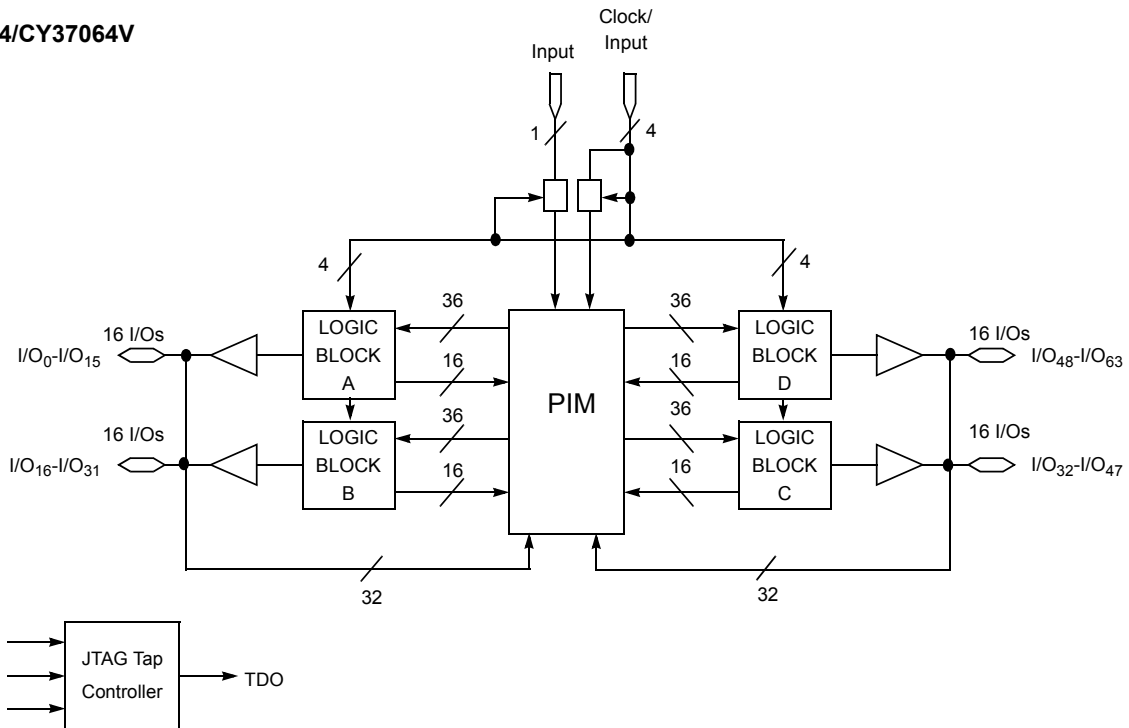 4/CY37064V
Clock/
Input
Input
1
4
4
4
36
36
16 I/Os
LOGIC
BLOCK
A
LOGIC
BLOCK
D
16 I/Os
I/O0-I/O15
I/O48-I/O63
16
16
PIM
36
36
16 I/Os
LOGIC
BLOCK
B
LOGIC
BLOCK
C
16 I/Os
I/O16-I/O31
I/O32-I/O47
16
16
32
32
JTAG Tap
Controller
TDO